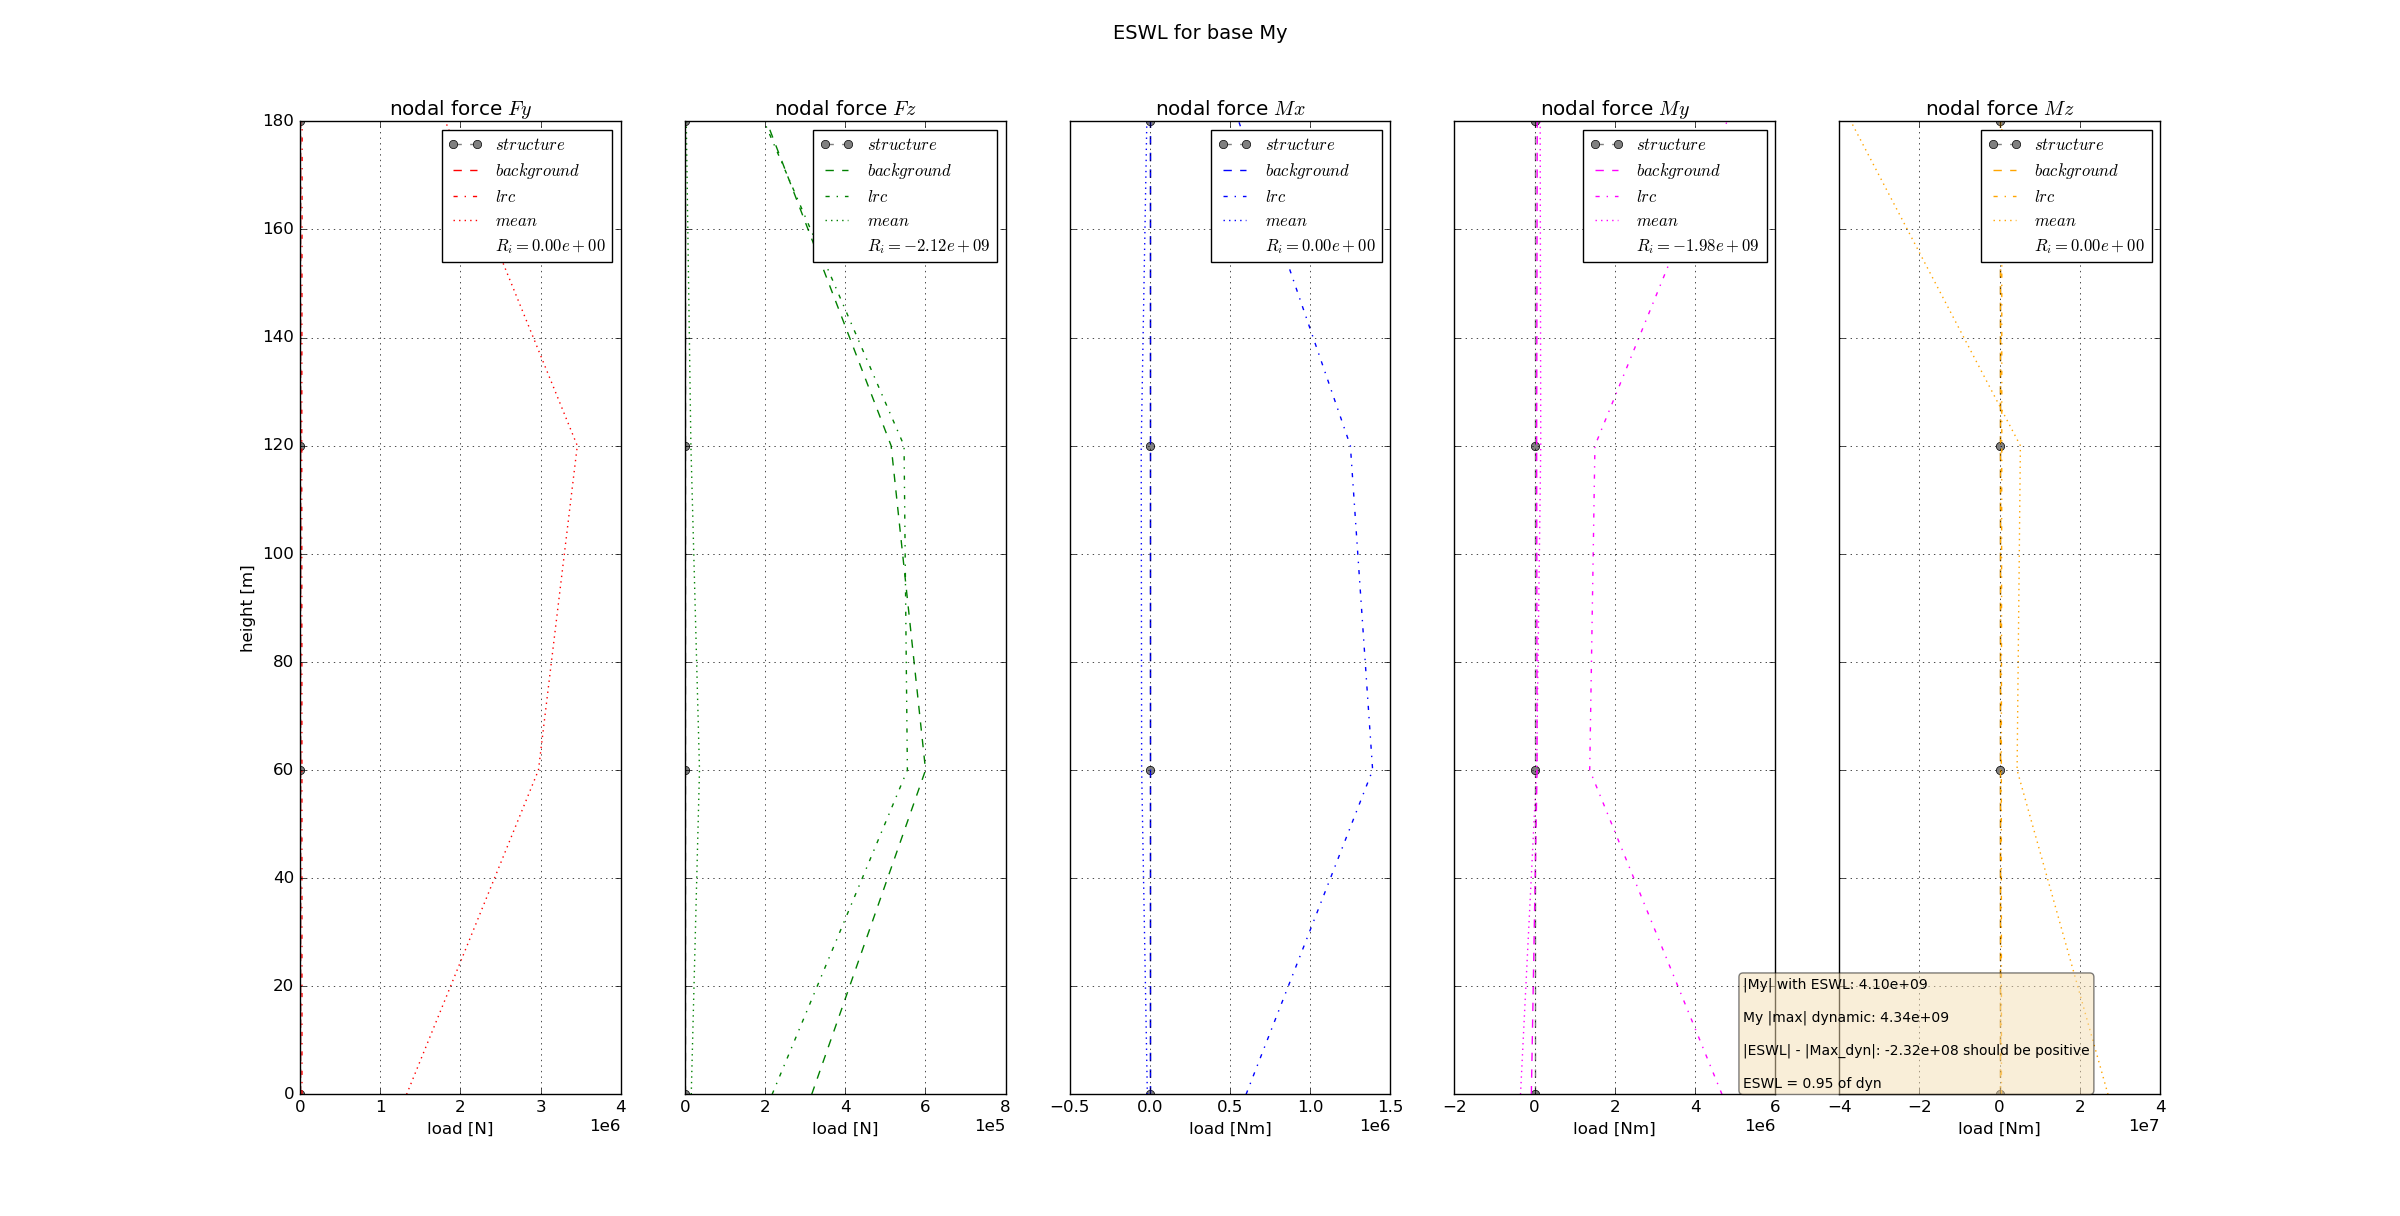 ESWL for base My
nodal force Fy
nodal force Fz
nodal force Mx
nodal force My
nodal force Mz
structure
background
lrc
mean
R_i = 0.00e + 00
structure
background
lrc
mean
R_i = −2.12e + 09
structure
background
lrc
mean
R_i = 0.00e + 00
structure
background
lrc
mean
R_i = −1.98e + 09
structure
background
lrc
mean
R_i = 0.00e + 00
height [m]
180
160
140
120
100
80
60
40
20
0
|My| with ESWL: 4.10e+09
My |max| dynamic: 4.34e+09
|ESWL| - |Max_dyn|: -2.32e+08 should be positive
ESWL = 0.95 of dyn
0 1 2 3 4
1e6
load [N]
0 2 4 6 8
1e5
load [N]
−0.5 0.0 0.5 1.0 1.5
1e6
load [Nm]
−2 0 2 4 6
1e6
load [Nm]
−4 −2 0 2 4
1e7
load [Nm]